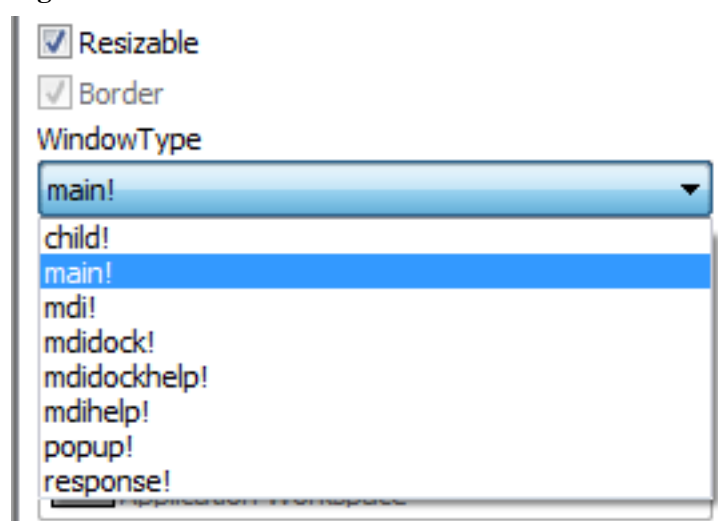 Resizable
Border
WindowType
main!
child!
main!
mdi!
mdidock!
mdidockhelp!
mdihelp!
popup!
response!